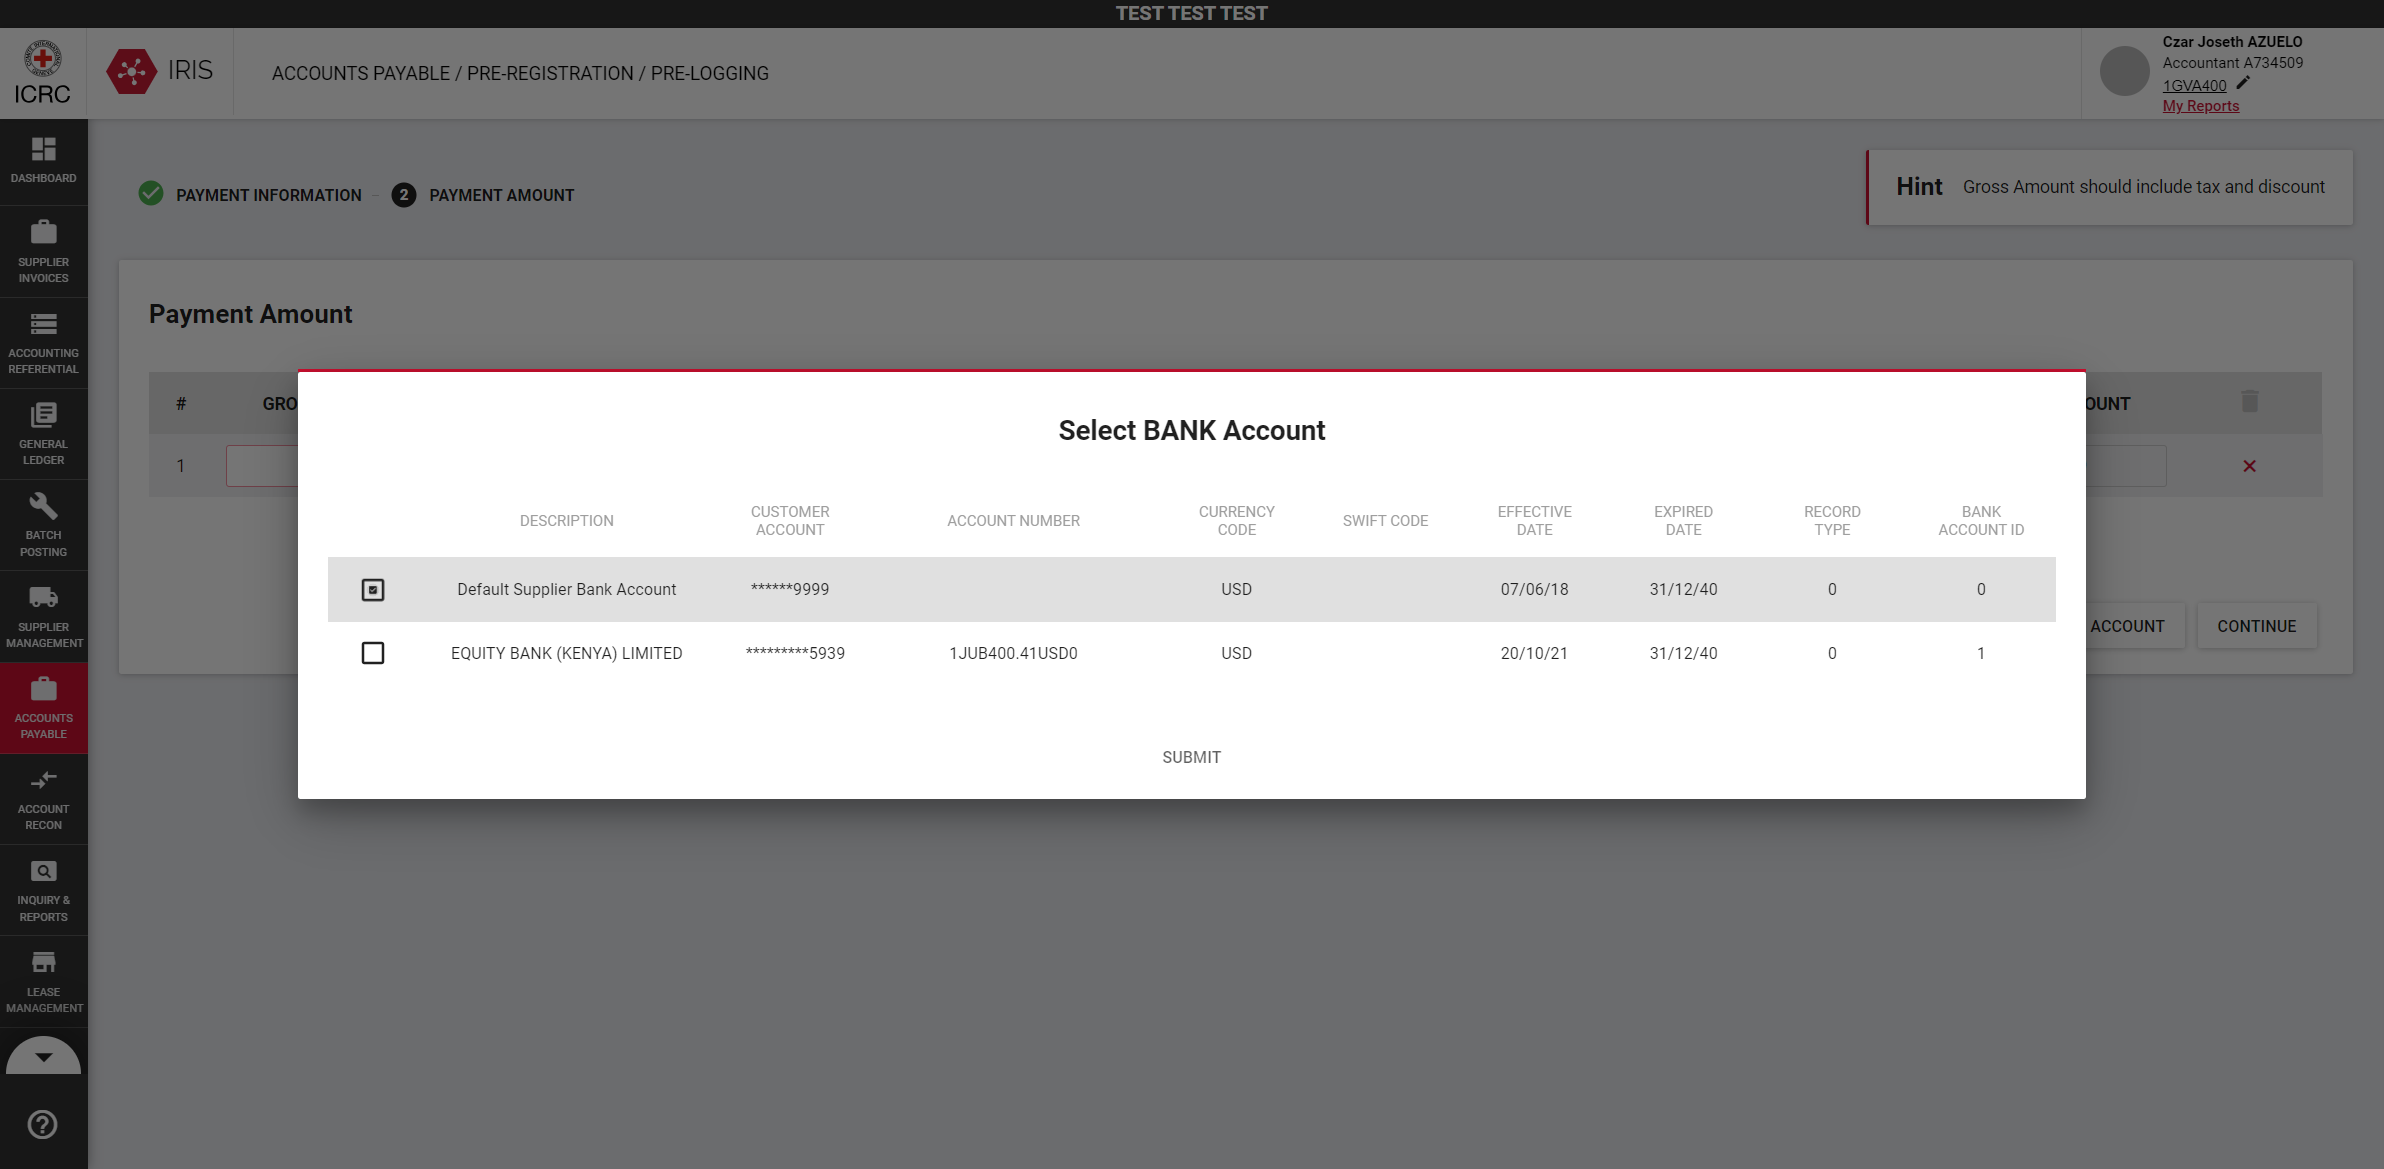 TEST TEST TEST
ICRC
IRIS
ACCOUNTS PAYABLE / PRE-REGISTRATION / PRE-LOGGING
Czar Joseth AZUELO
Accountant A734509
1GVA400
My Reports
DASHBOARD
SUPPLIER
INVOICES
ACCOUNTING
REFERENTIAL
GENERAL
LEDGER
BATCH
POSTING
SUPPLIER
MANAGEMENT
ACCOUNTS
PAYABLE
ACCOUNT
RECON
INQUIRY &
REPORTS
LEASE
MANAGEMENT
PAYMENT INFORMATION - 2 PAYMENT AMOUNT
Hint Gross Amount should include tax and discount
Payment Amount
# GRO OUNT
1
ACCOUNT CONTINUE
Select BANK Account
DESCRIPTION CUSTOMER ACCOUNT ACCOUNT NUMBER CURRENCY CODE SWIFT CODE EFFECTIVE DATE EXPIRED DATE RECORD TYPE BANK ACCOUNT ID
Default Supplier Bank Account ******9999 USD 07/06/18 31/12/40 0 0
EQUITY BANK (KENYA) LIMITED *********5939 1JUB400.41USD0 USD 20/10/21 31/12/40 0 1
SUBMIT